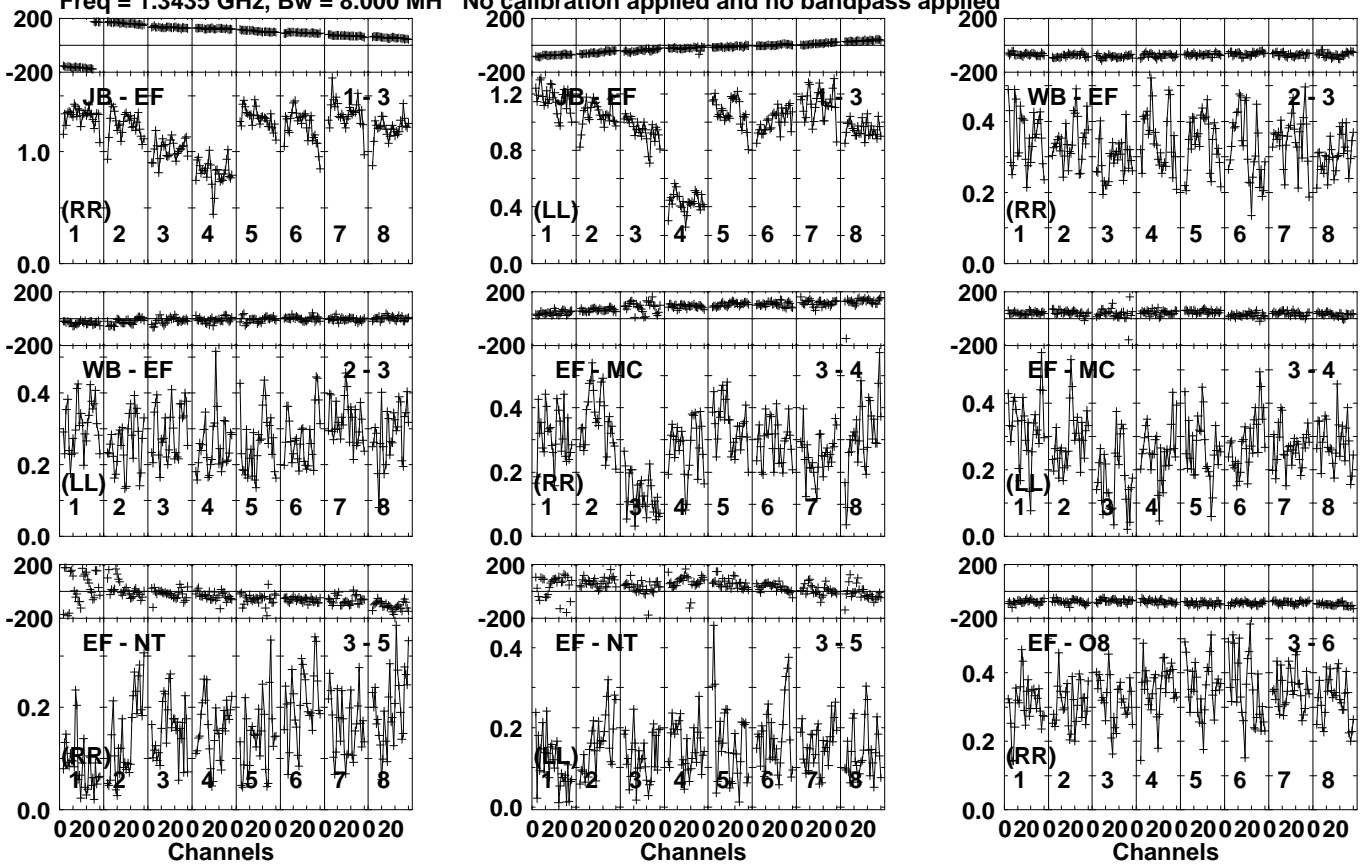 Freq = 1.3435 GHz, Bw = 8.000 MH No calibration applied and no bandpass applied
200 200 200
-200 -200 -200
JB - EF 1 - 3 JB - EF 1 - 3 WB - EF 2 - 3
1.2
0.4
1.0 0.8
0.2
0.4
(RR) (LL) (RR)
1 2 3 4 5 6 7 8 1 2 3 4 5 6 7 8 1 2 3 4 5 6 7 8
0.0 0.0 0.0
200 200 200
-200 -200 -200
WB - EF 2 - 3 EF - MC 3 - 4 EF - MC 3 - 4
0.4 0.4 0.4
0.2 0.2 0.2
(LL) (RR) (LL)
1 2 3 4 5 6 7 8 1 2 3 4 5 6 7 8 1 2 3 4 5 6 7 8
0.0 0.0 0.0
200 200 200
-200 -200 -200
EF - NT 3 - 5 EF - NT 3 - 5 EF - O8 3 - 6
0.4 0.4
0.2 0.2 0.2
(RR) (LL) (RR)
1 2 3 4 5 6 7 8 1 2 3 4 5 6 7 8 1 2 3 4 5 6 7 8
0.0 0.0 0.0
0 20 0 20 0 20 0 20 0 20 0 20 0 20 0 20 0 20 0 20 0 20 0 20 0 20 0 20 0 20 0 20 0 20 0 20 0 20 0 20 0 20 0 20 0 20 0 20
Channels Channels Channels